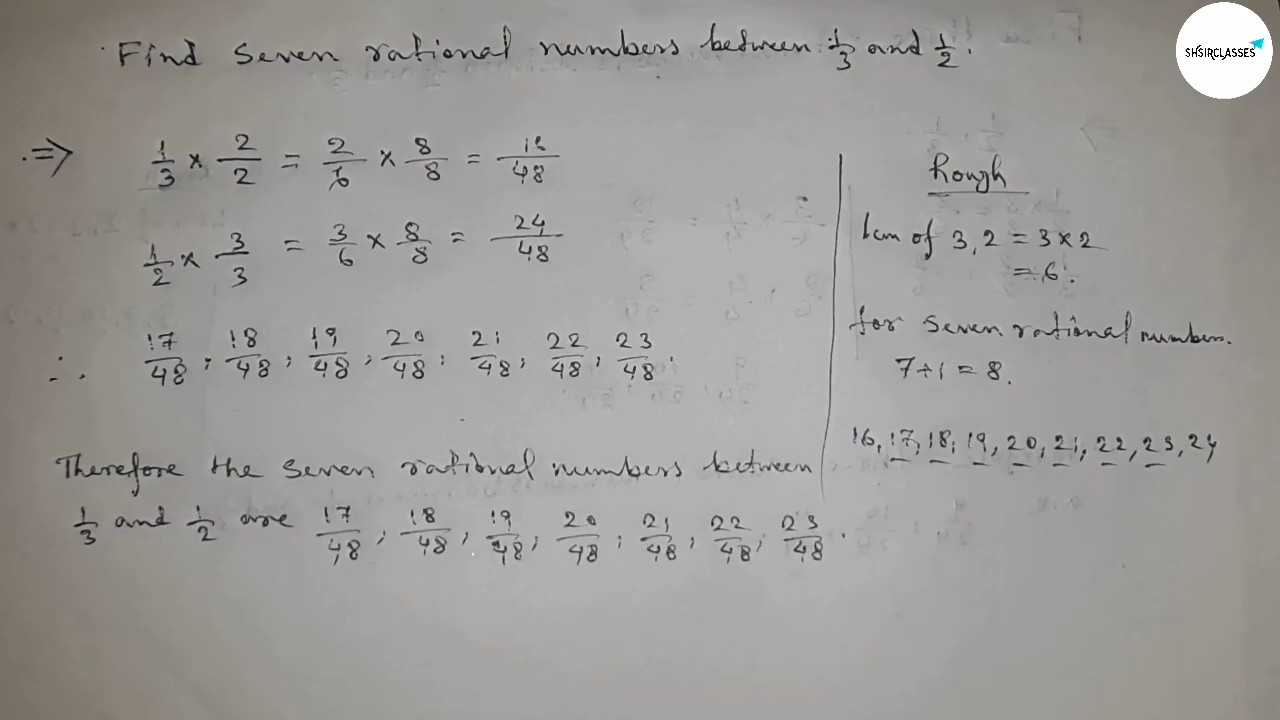 Find seven rational numbers between 1/3 and 1/2.
SHSIRCLASSES
⇒ 1/3 × 2/2 = 2/6 × 8/8 = 16/48
1/2 × 3/3 = 3/6 × 8/8 = 24/48
∴ 17/48, 18/48, 19/48, 20/48, 21/48, 22/48, 23/48.
Therefore the seven rational numbers between
1/3 and 1/2 are 17/48, 18/48, 19/48, 20/48, 21/48, 22/48, 23/48.
Rough
lcm of 3,2 = 3×2
= 6.
for seven rational numbers.
7+1 = 8.
16, 17, 18, 19, 20, 21, 22, 23, 24